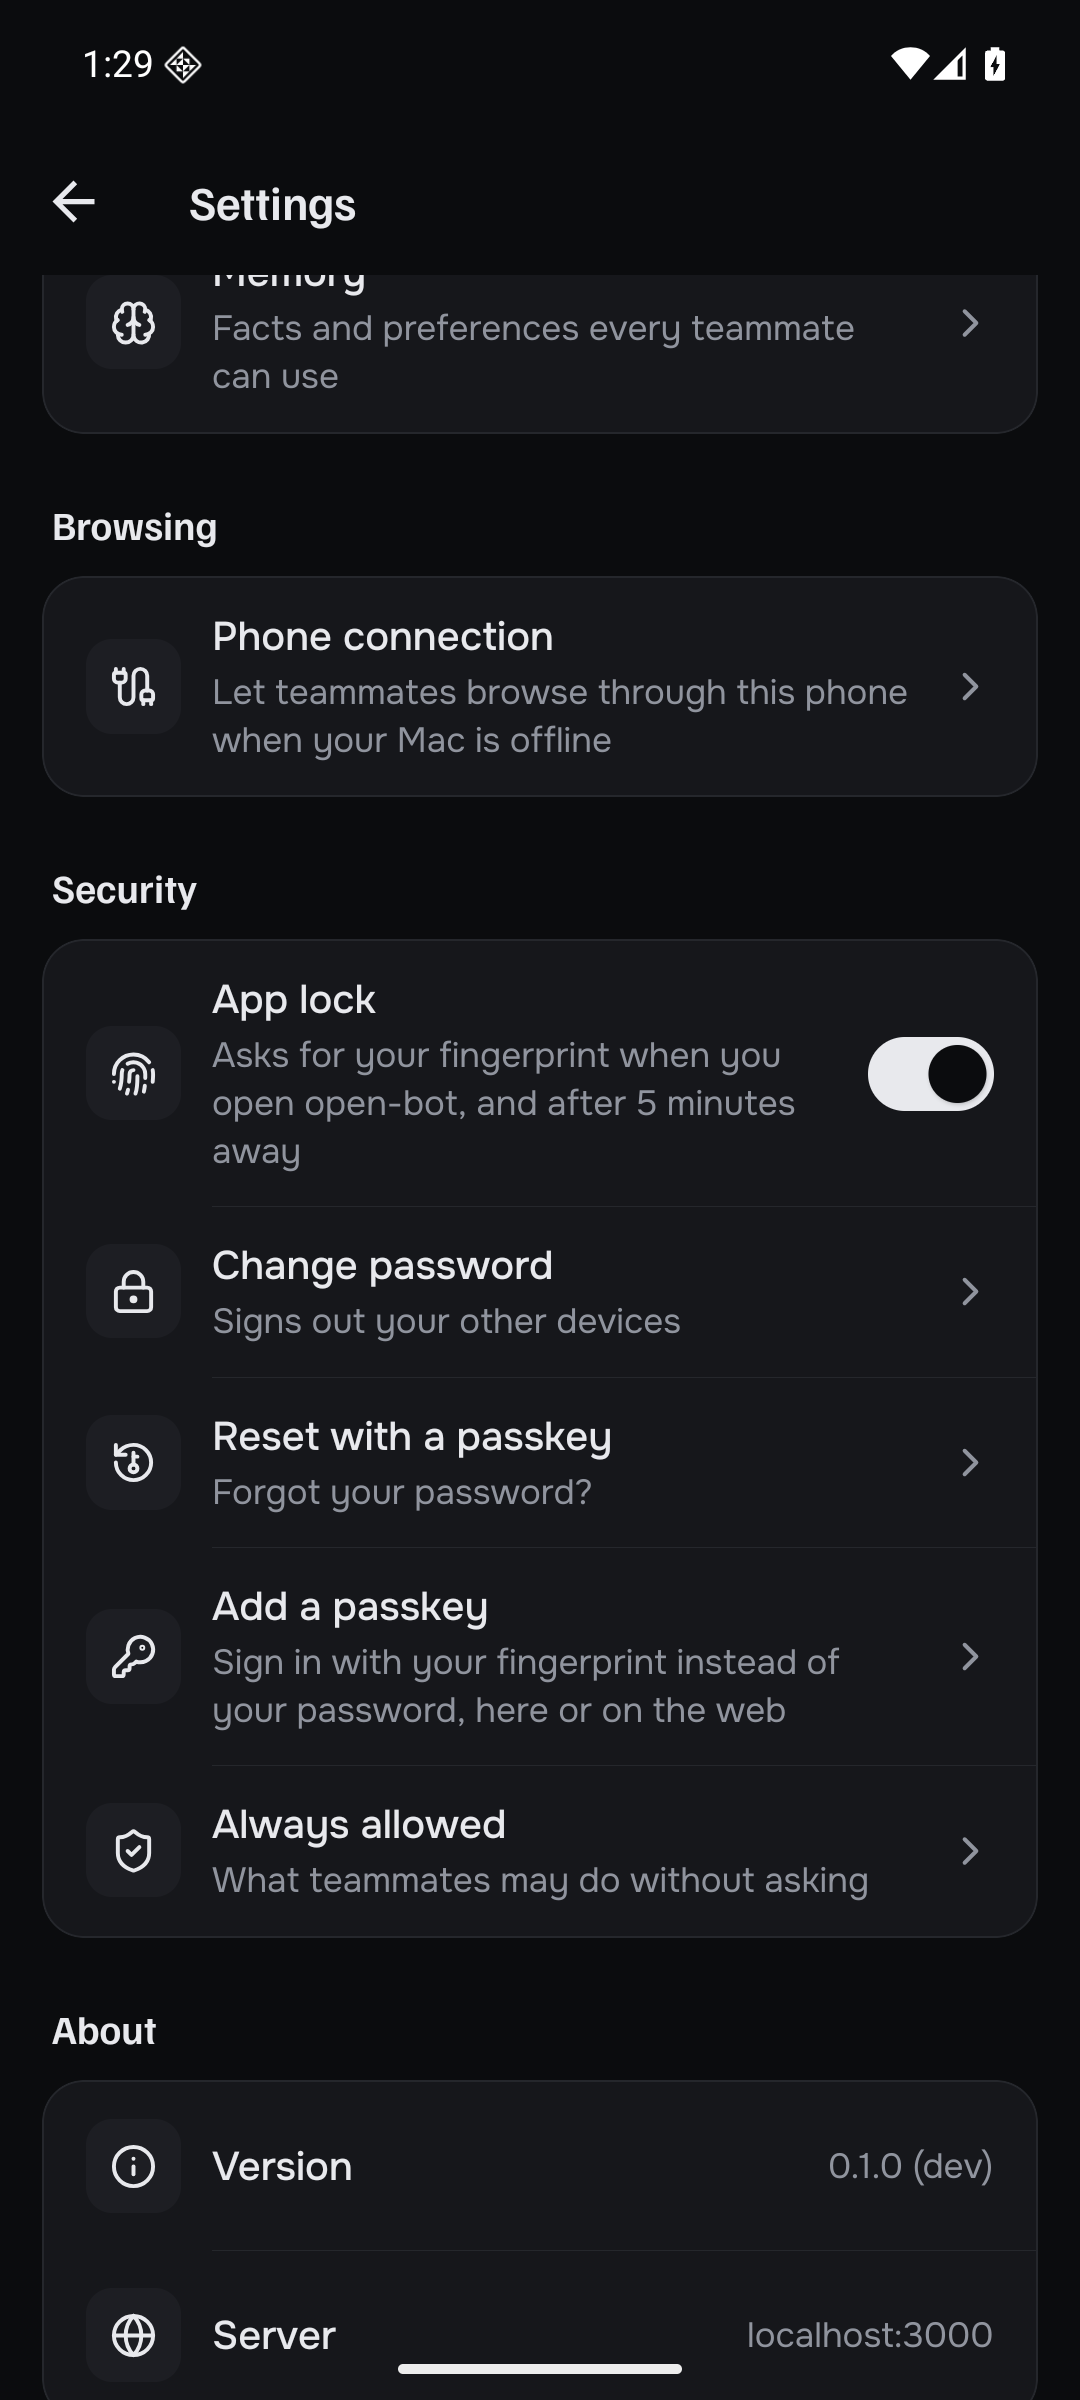 1:29
Settings
Memory
Facts and preferences every teammate
can use
Browsing
Phone connection
Let teammates browse through this phone
when your Mac is offline
Security
App lock
Asks for your fingerprint when you
open open-bot, and after 5 minutes
away
Change password
Signs out your other devices
Reset with a passkey
Forgot your password?
Add a passkey
Sign in with your fingerprint instead of
your password, here or on the web
Always allowed
What teammates may do without asking
About
Version 0.1.0 (dev)
Server localhost:3000